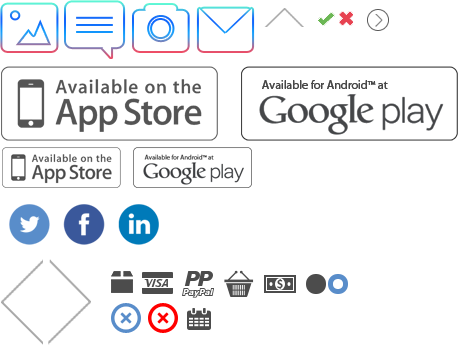 Available on the
App Store
Available for Android™ at
Google play
Available on the
App Store
Available for Android™ at
Google play
f
in
VISA
PP
PayPal
$